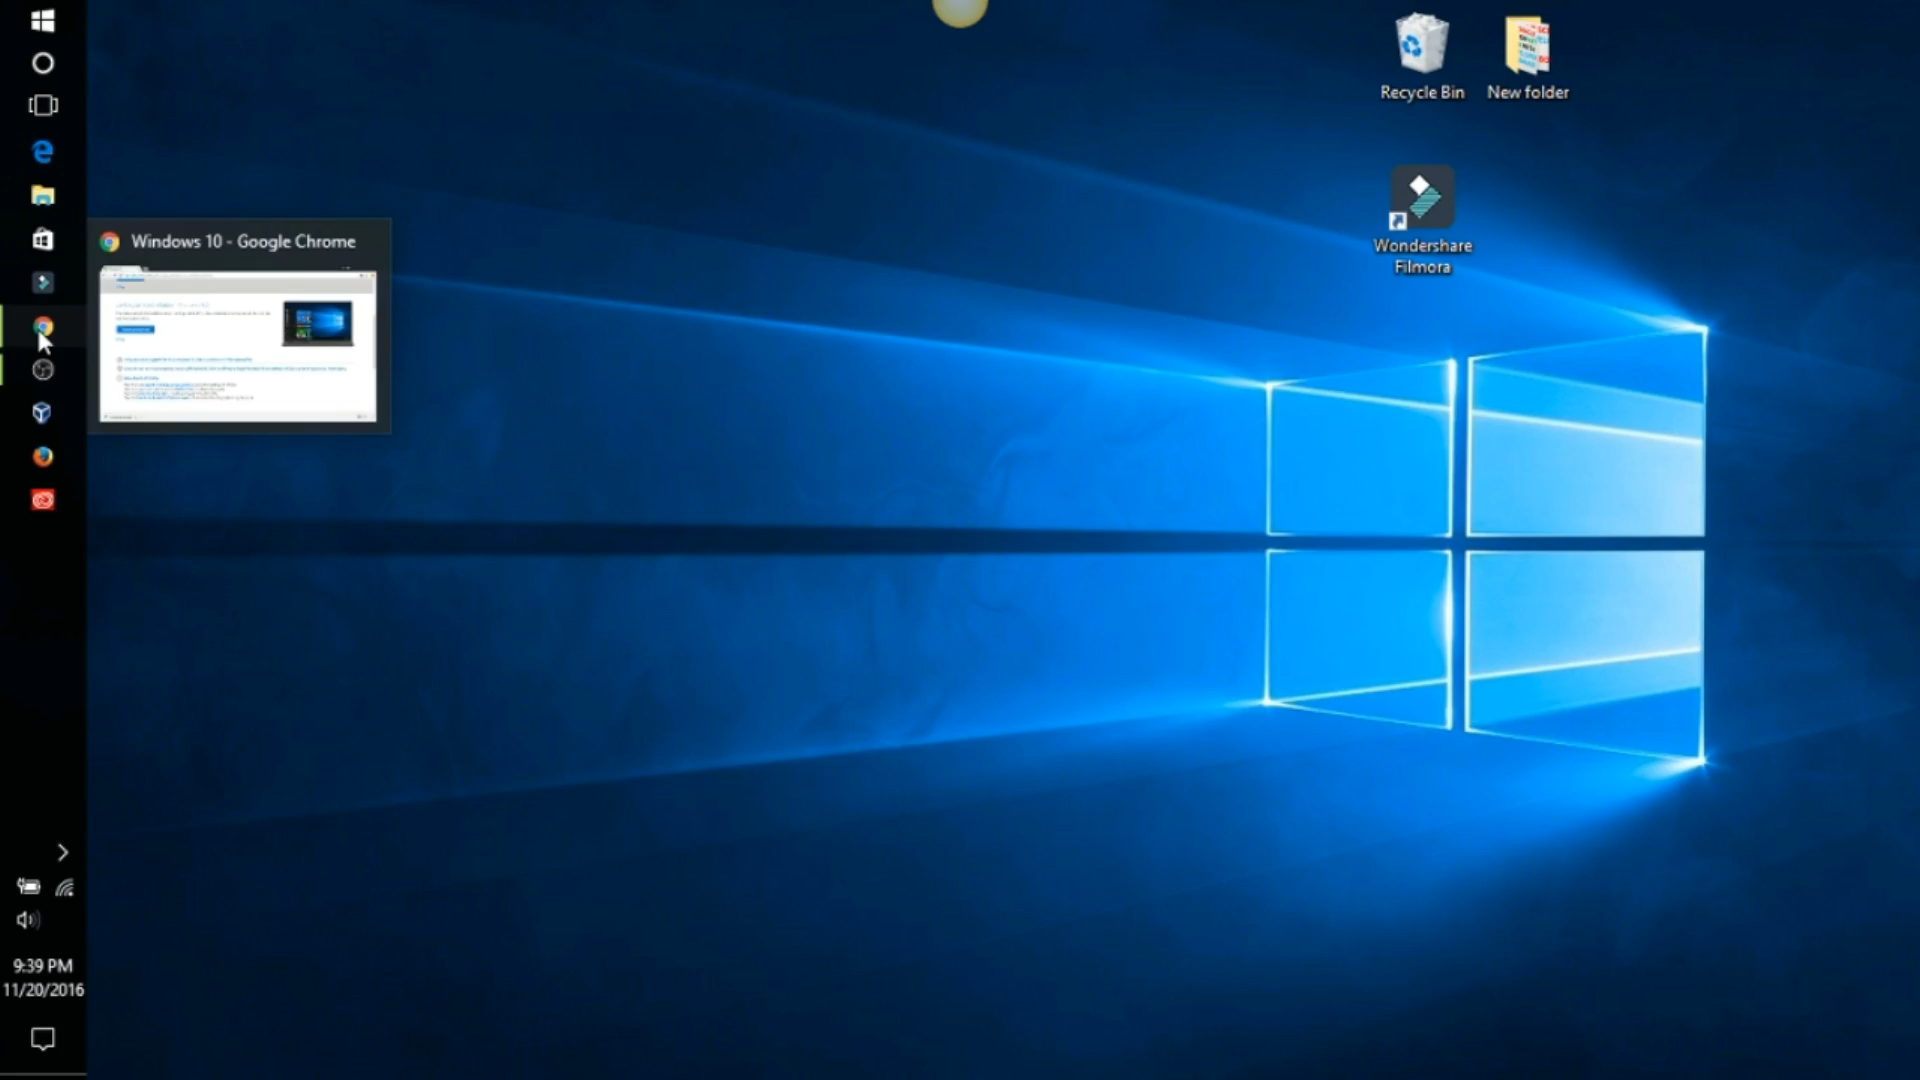 Recycle Bin
New folder
Wondershare
Filmora
Windows 10 - Google Chrome
9:39 PM
11/20/2016